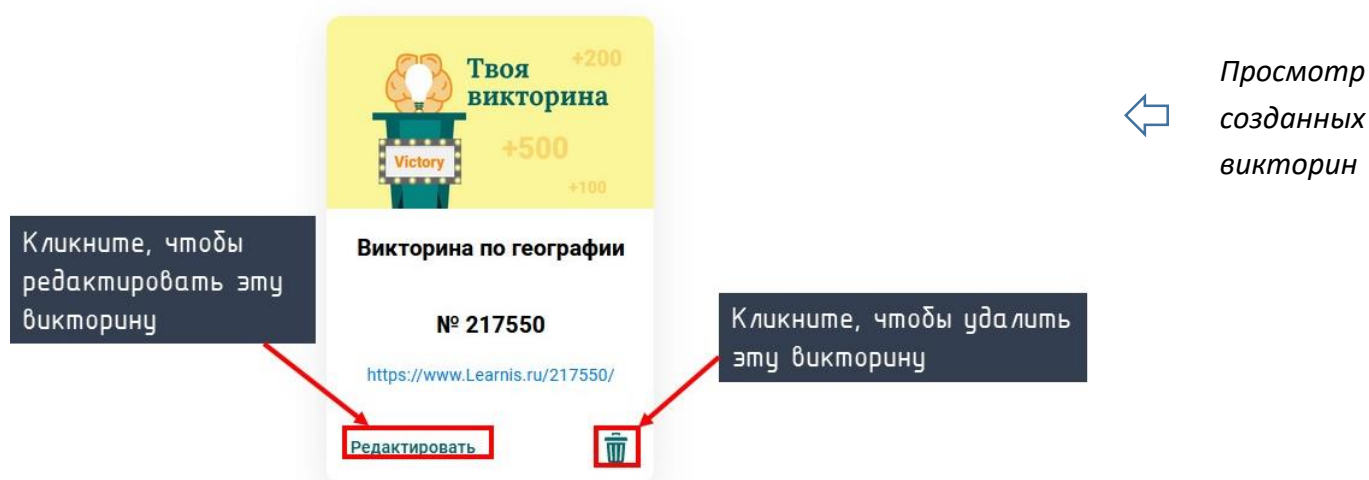 Твоя
викторина
+200
+500
+100
Victory
Просмотр
созданных
викторин
Кликните, чтобы
редактировать эту
викторину
Викторина по географии
№ 217550
https://www.Learnis.ru/217550/
Кликните, чтобы удалить
эту викторину
Редактировать